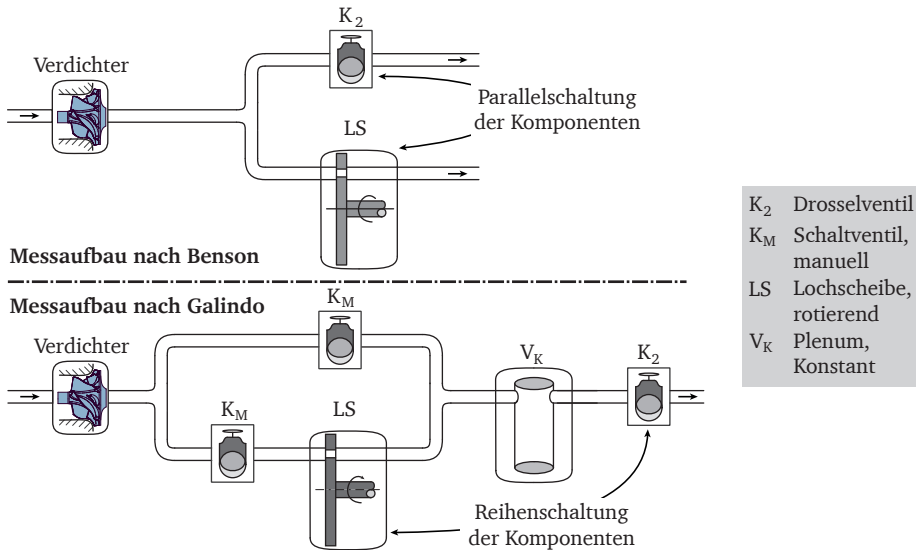 K2
Verdichter
Parallelschaltung
der Komponenten
LS
Messaufbau nach Benson
Messaufbau nach Galindo
KM
Verdichter
VK
K2
KM
LS
Reihenschaltung
der Komponenten
K2 Drosselventil
KM Schaltventil,
manuell
LS Lochscheibe,
rotierend
VK Plenum,
Konstant